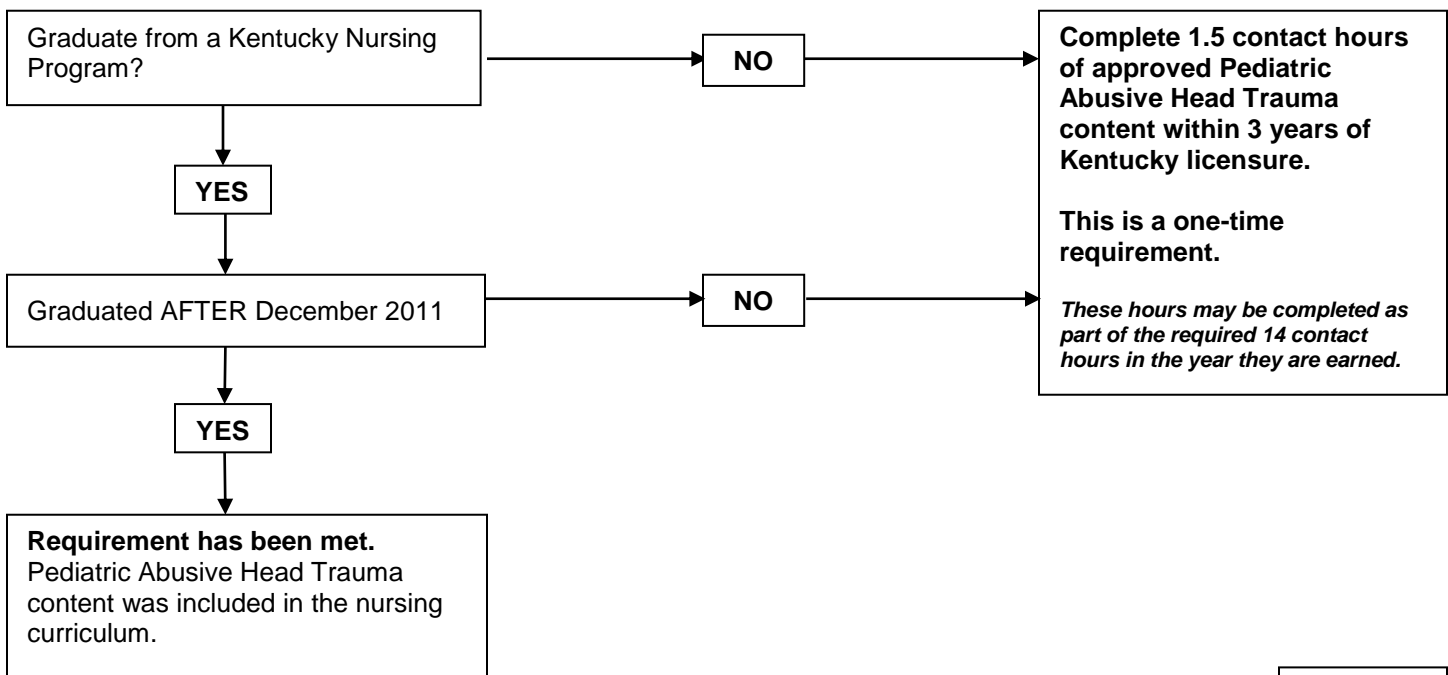 Graduate from a Kentucky Nursing
Program?
NO
Complete 1.5 contact hours
of approved Pediatric
Abusive Head Trauma
content within 3 years of
Kentucky licensure.
This is a one-time
requirement.
These hours may be completed as
part of the required 14 contact
hours in the year they are earned.
YES
Graduated AFTER December 2011
NO
YES
Requirement has been met.
Pediatric Abusive Head Trauma
content was included in the nursing
curriculum.